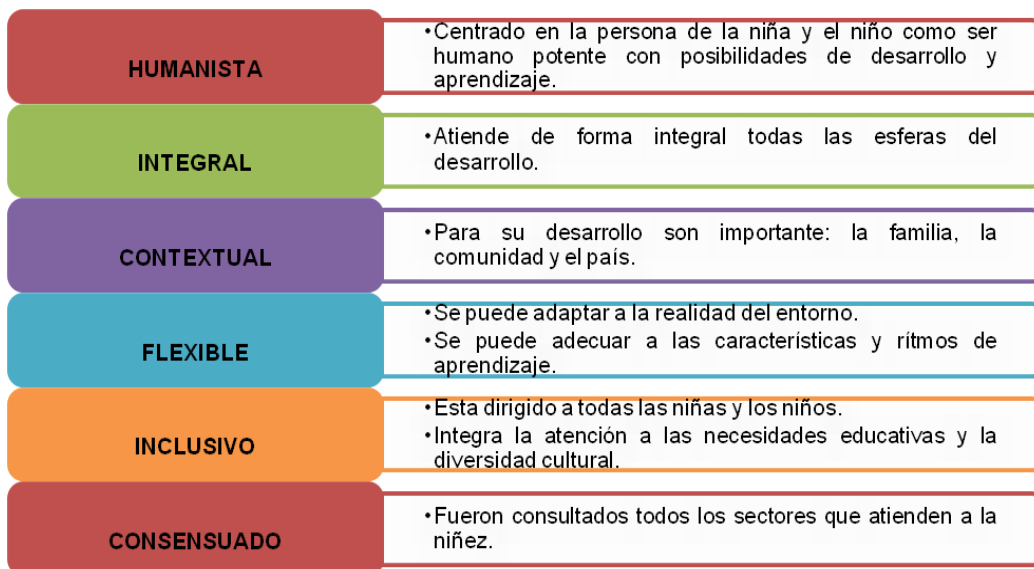 HUMANISTA
•Centrado en la persona de la niña y el niño como ser
humano potente con posibilidades de desarrollo y
aprendizaje.
INTEGRAL
•Atiende de forma integral todas las esferas del
desarrollo.
CONTEXTUAL
•Para su desarrollo son importante: la familia, la
comunidad y el país.
FLEXIBLE
•Se puede adaptar a la realidad del entorno.
•Se puede adecuar a las características y rítmos de
aprendizaje.
INCLUSIVO
•Esta dirigido a todas las niñas y los niños.
•Integra la atención a las necesidades educativas y la
diversidad cultural.
CONSENSUADO
•Fueron consultados todos los sectores que atienden a la
niñez.